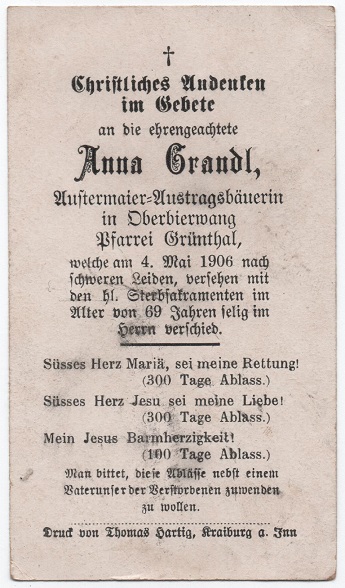 †
Christliches Andenken
im Gebete
an die ehrengeachtete
Anna Grandl,
Austermaier-Austragsbäuerin
in Oberbierwang
Pfarrei Grünthal,
welche am 4. Mai 1906 nach
schweren Leiden, versehen mit
den hl. Sterbsakramenten im
Alter von 69 Jahren selig im
Herrn verschied.
Süsses Herz Mariä, sei meine Rettung!
(300 Tage Ablass.)
Süsses Herz Jesu sei meine Liebe!
(300 Tage Ablass.)
Mein Jesus Barmherzigkeit!
(100 Tage Ablass.)
Man bittet, diese Ablässe nebst einem
Vaterunser der Verstorbenen zuwenden
zu wollen.
Druck von Thomas Hartig, Kraiburg a. Inn